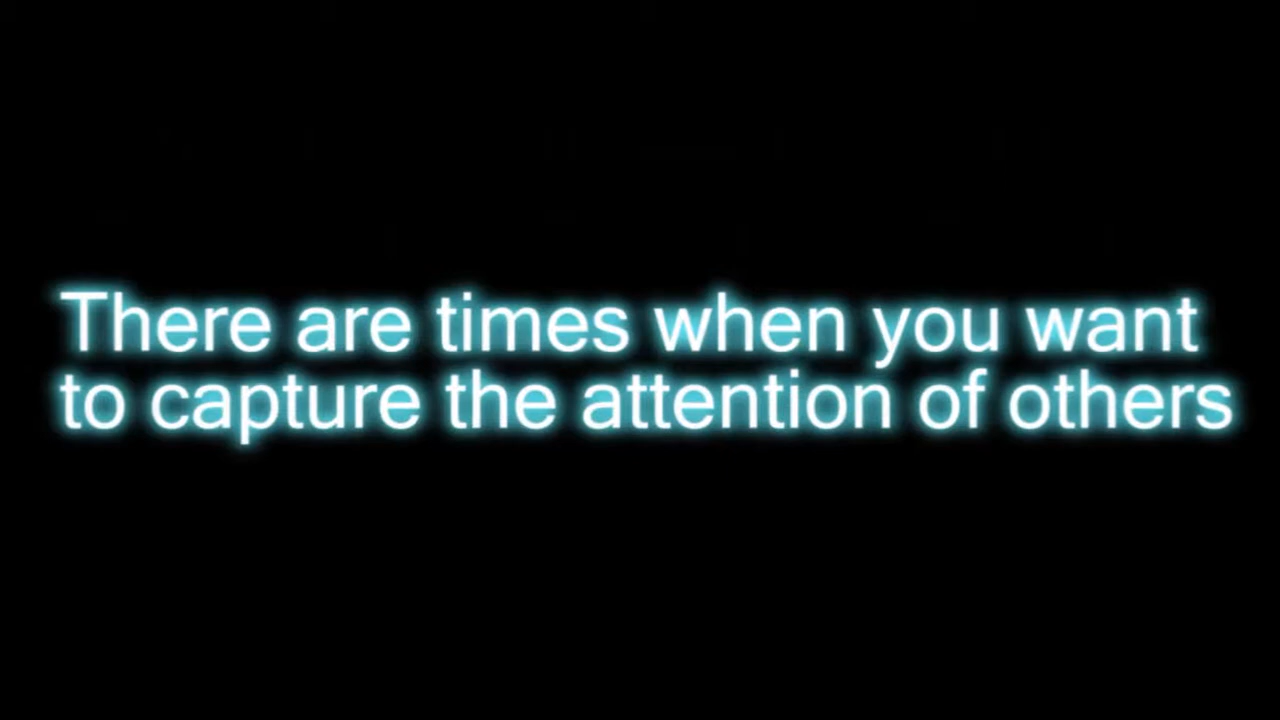 There are times when you want
to capture the attention of others